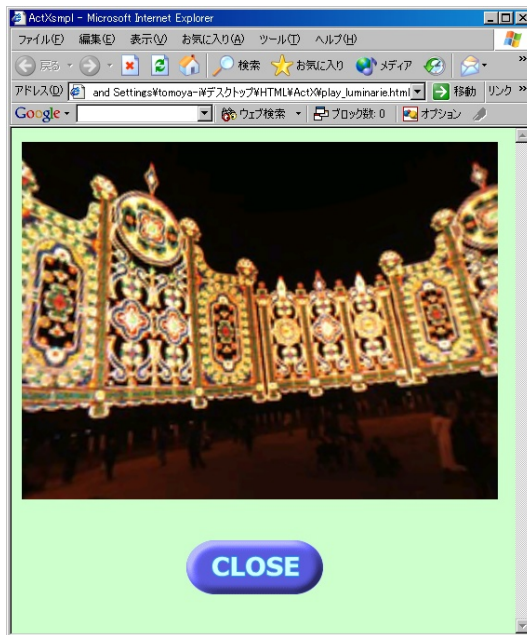 ActXsmpl - Microsoft Internet Explorer
ファイル(F) 編集(E) 表示(V) お気に入り(A) ツール(T) ヘルプ(H)
戻る 検索 お気に入り メディア
アドレス(D) and Settings¥tomoya-i¥デスクトップ¥HTML¥ActX¥play_luminarie.html 移動 リンク »
Google ウェブ検索 ブロック数: 0 オプション
CLOSE